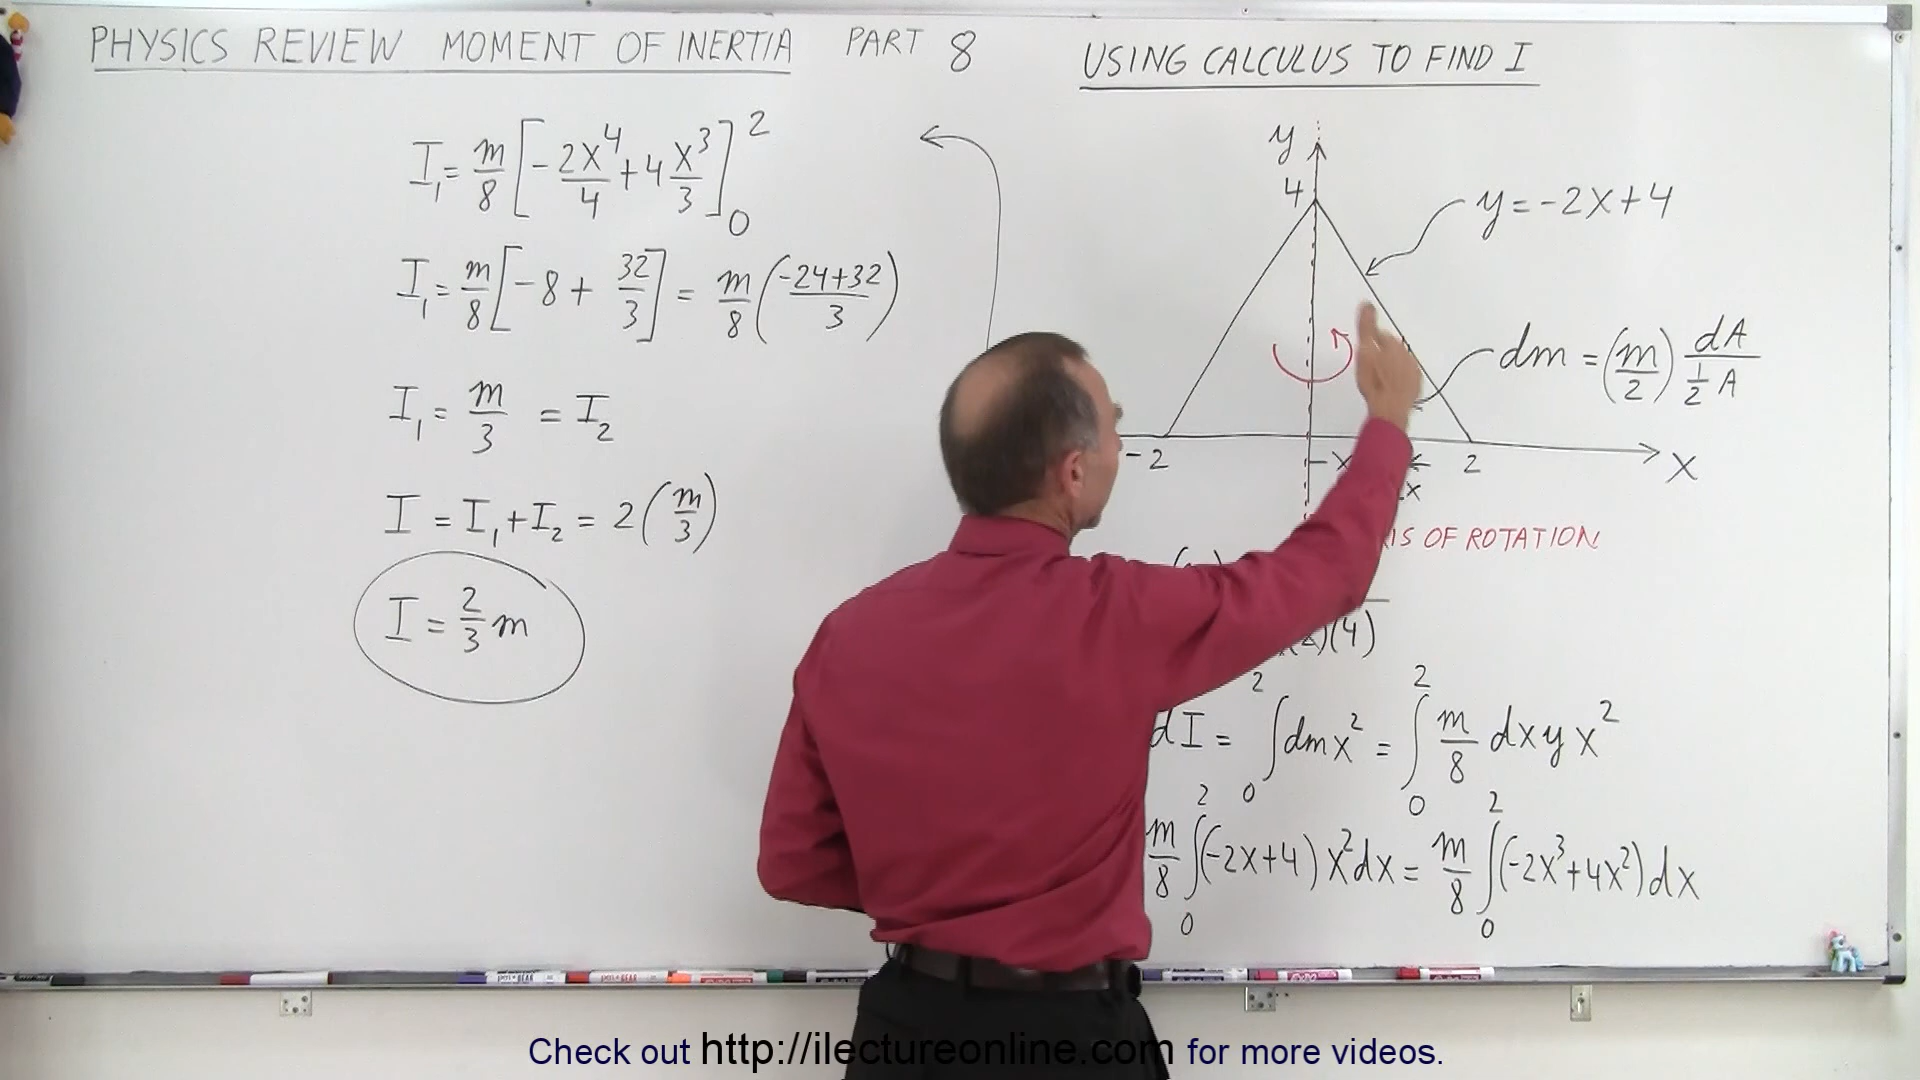 PHYSICS REVIEW MOMENT OF INERTIA PART 8
I₁ = m/8 [-2x⁴/4 + 4 x³/3]₀²
I₁ = m/8 [-8 + 32/3] = m/8 (-24+32/3)
I₁ = m/3 = I₂
I = I₁ + I₂ = 2(m/3)
I = 2/3 m
USING CALCULUS TO FIND I
y
4
y = -2x+4
dm = (m/2) dA/½A
-2
2
x
x
IS OF ROTATION
)(4)
dI = ∫₀² dm x² = ∫₀² m/8 dx y x²
m/8 ∫₀² (-2x+4) x² dx = m/8 ∫₀² (-2x³+4x²) dx
Check out http://ilectureonline.com for more videos.